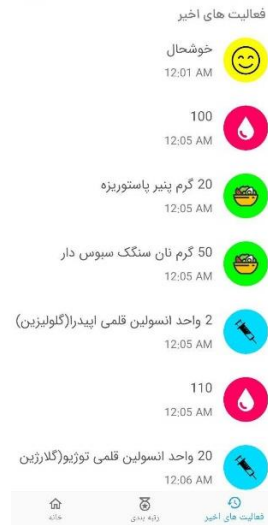 فعالیت های اخیر
خوشحال
12:01 AM
100
12:05 AM
20 گرم پنیر پاستوریزه
12:05 AM
50 گرم نان سنگک سبوس دار
12:05 AM
2 واحد انسولین قلمی اپیدرا(گلولیزین)
12:05 AM
110
12:05 AM
20 واحد انسولین قلمی توژیو(گلارژین
12:06 AM
فعالیت های اخیر
رتبه بندی
خانه